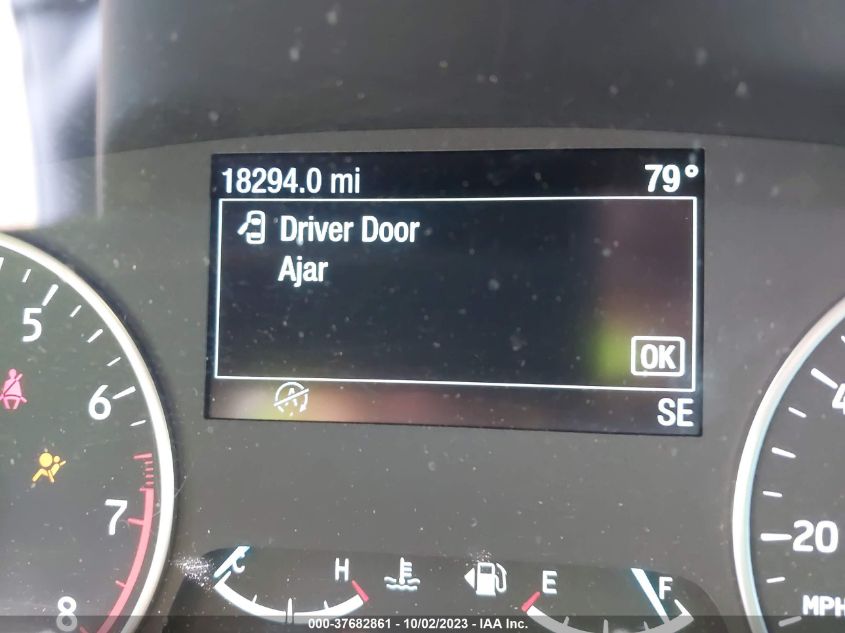 18294.0 mi 79°
Driver Door
Ajar
OK
SE
5
6
7
8
C H E F
4
20
MPH
000-37682861 - 10/02/2023 - IAA Inc.